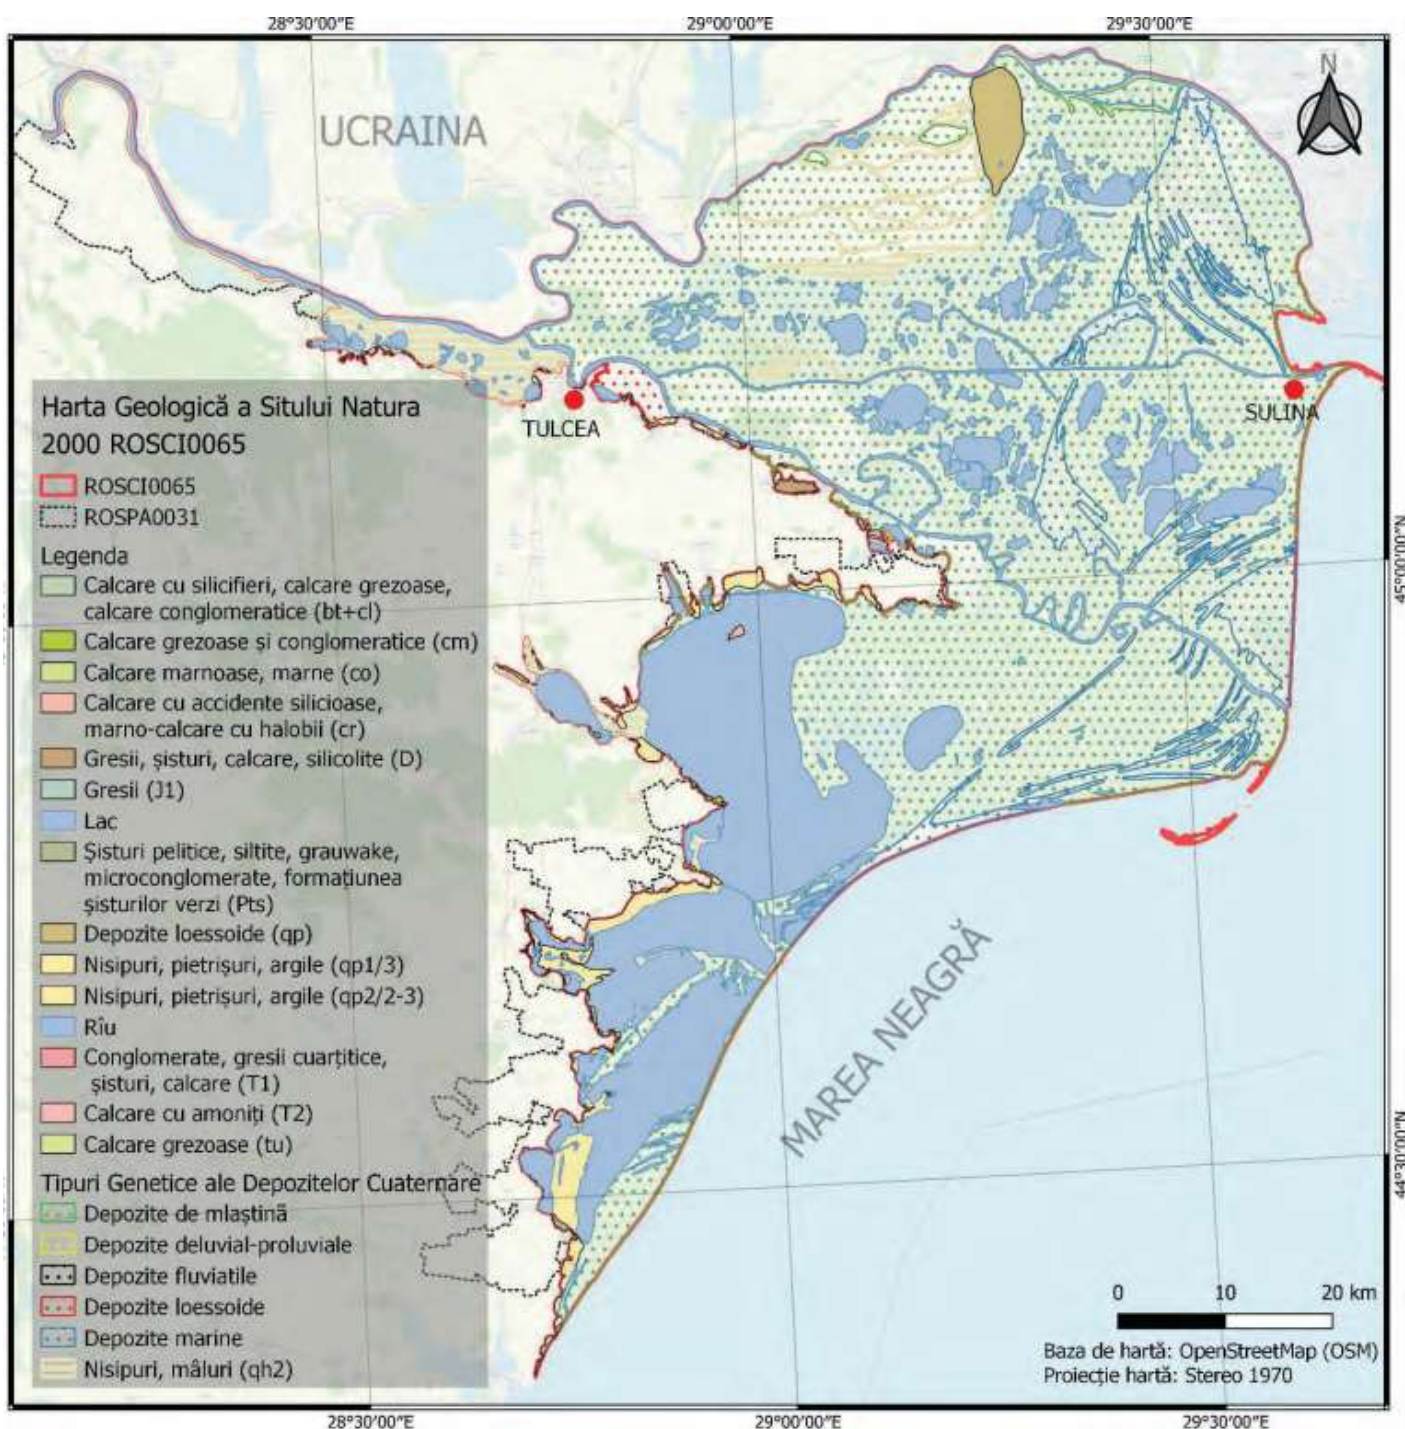 28°30'00"E
29°00'00"E
29°30'00"E
UCRAINA
N
TULCEA
SULINA
Harta Geologică a Sitului Natura
2000 ROSCI0065
ROSCI0065
ROSPA0031
Legenda
Calcare cu silicifieri, calcare grezoase,
calcare conglomeratice (bt+cl)
Calcare grezoase și conglomeratice (cm)
Calcare marnoase, marne (co)
Calcare cu accidente silicioase,
marno-calcare cu halobii (cr)
Gresii, șisturi, calcare, silicolite (D)
Gresii (J1)
Lac
Șisturi pelitice, siltite, grauwake,
microconglomerate, formațiunea
șisturilor verzi (Pts)
Depozite loessoide (qp)
Nisipuri, pietrișuri, argile (qp1/3)
Nisipuri, pietrișuri, argile (qp2/2-3)
Rîu
Conglomerate, gresii cuarțitice,
șisturi, calcare (T1)
Calcare cu amoniți (T2)
Calcare grezoase (tu)
Tipuri Genetice ale Depozitelor Cuaternare
Depozite de mlaștină
Depozite deluvial-proluviale
Depozite fluviatile
Depozite loessoide
Depozite marine
Nisipuri, mâluri (qh2)
MAREA NEAGRĂ
45°00'00"N
44°30'00"N
0 10 20 km
Baza de hartă: OpenStreetMap (OSM)
Proiecție hartă: Stereo 1970
28°30'00"E
29°00'00"E
29°30'00"E